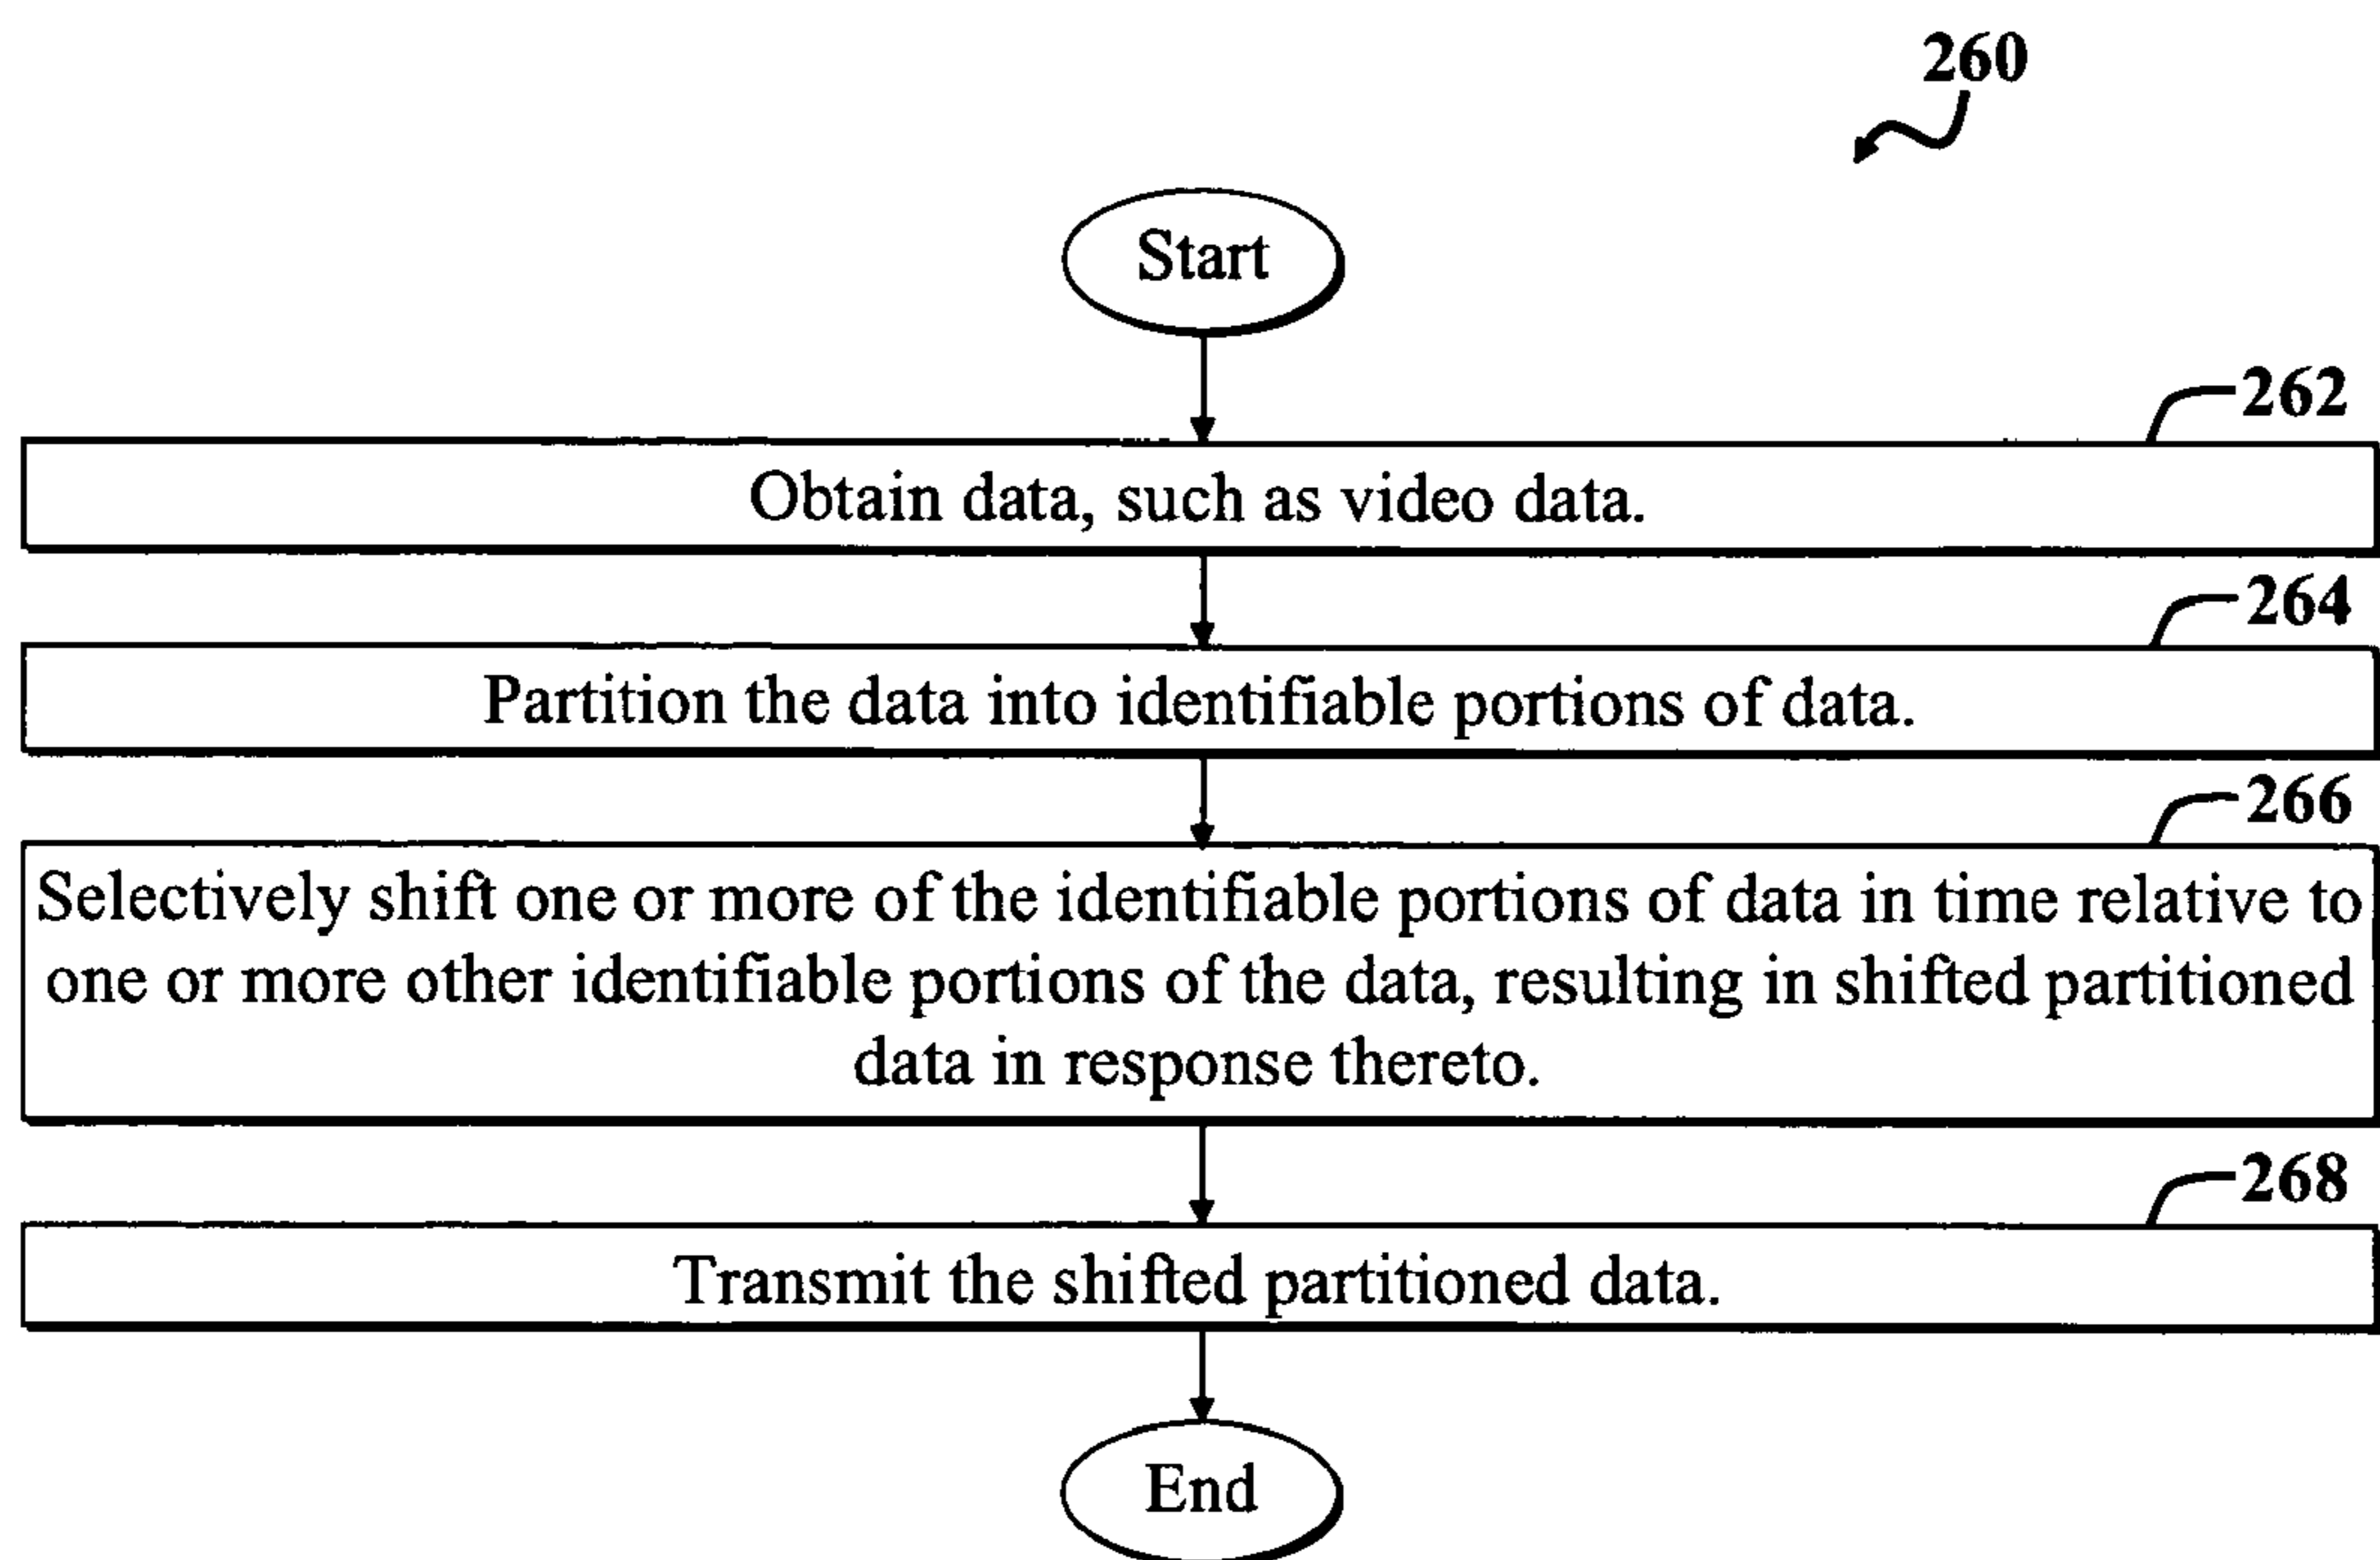 260
Start
262
Obtain data, such as video data.
264
Partition the data into identifiable portions of data.
266
Selectively shift one or more of the identifiable portions of data in time relative to
one or more other identifiable portions of the data, resulting in shifted partitioned
data in response thereto.
268
Transmit the shifted partitioned data.
End